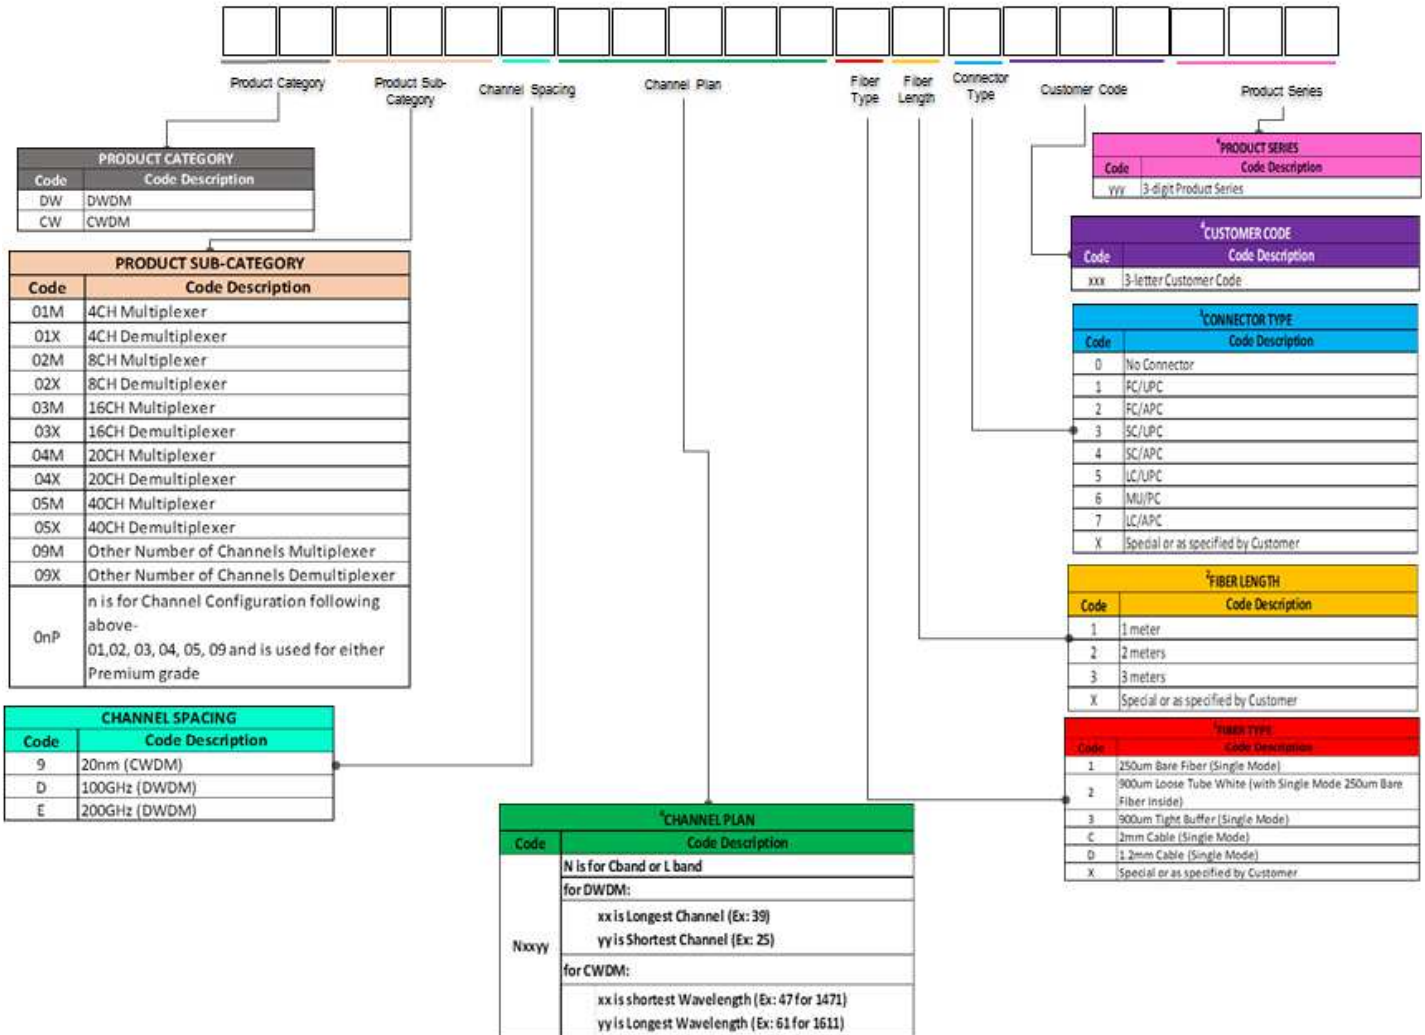 Product Category
Product Sub-
Category
Channel Spacing
Channel Plan
Fiber
Type
Fiber
Length
Connector
Type
Customer Code
Product Series
PRODUCT CATEGORY
Code Code Description
DW DWDM
CW CWDM
PRODUCT SUB-CATEGORY
Code Code Description
01M 4CH Multiplexer
01X 4CH Demultiplexer
02M 8CH Multiplexer
02X 8CH Demultiplexer
03M 16CH Multiplexer
03X 16CH Demultiplexer
04M 20CH Multiplexer
04X 20CH Demultiplexer
05M 40CH Multiplexer
05X 40CH Demultiplexer
09M Other Number of Channels Multiplexer
09X Other Number of Channels Demultiplexer
0nP n is for Channel Configuration following
above-
01,02, 03, 04, 05, 09 and is used for either
Premium grade
CHANNEL SPACING
Code Code Description
9 20nm (CWDM)
D 100GHz (DWDM)
E 200GHz (DWDM)
CHANNEL PLAN
Code Code Description
Nxxyy
N is for Cband or L band
for DWDM:
xx is Longest Channel (Ex: 39)
yy is Shortest Channel (Ex: 25)
for CWDM:
xx is shortest Wavelength (Ex: 47 for 1471)
yy is Longest Wavelength (Ex: 61 for 1611)
PRODUCT SERIES
Code Code Description
yyy 3-digit Product Series
CUSTOMER CODE
Code Code Description
xxx 3-letter Customer Code
CONNECTOR TYPE
Code Code Description
0 No Connector
1 FC/UPC
2 FC/APC
3 SC/UPC
4 SC/APC
5 LC/UPC
6 MU/PC
7 LC/APC
X Special or as specified by Customer
FIBER LENGTH
Code Code Description
1 1 meter
2 2 meters
3 3 meters
X Special or as specified by Customer
FIBER TYPE
Code Code Description
1 250um Bare Fiber (Single Mode)
2 900um Loose Tube White (with Single Mode 250um Bare
Fiber Inside)
3 900um Tight Buffer (Single Mode)
C 2mm Cable (Single Mode)
D 1.2mm Cable (Single Mode)
X Special or as specified by Customer